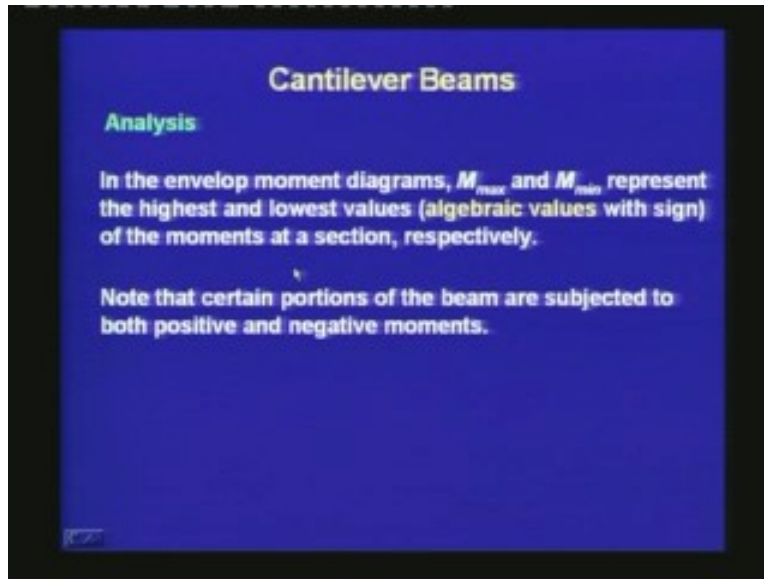 Cantilever Beams
Analysis
In the envelop moment diagrams, Mmax and Mmin represent
the highest and lowest values (algebraic values with sign)
of the moments at a section, respectively.
Note that certain portions of the beam are subjected to
both positive and negative moments.